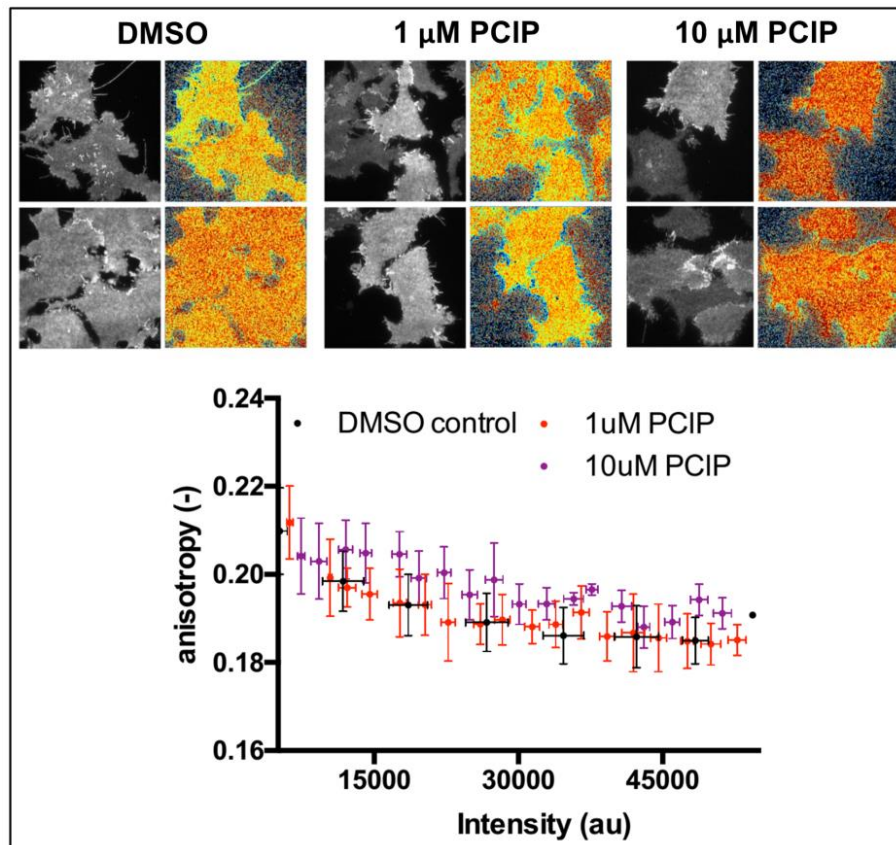 DMSO 1 μM PCIP 10 μM PCIP
0.24
DMSO control 1uM PCIP
10uM PCIP
0.22
0.20
0.18
0.16
anisotropy (-)
15000 30000 45000
Intensity (au)